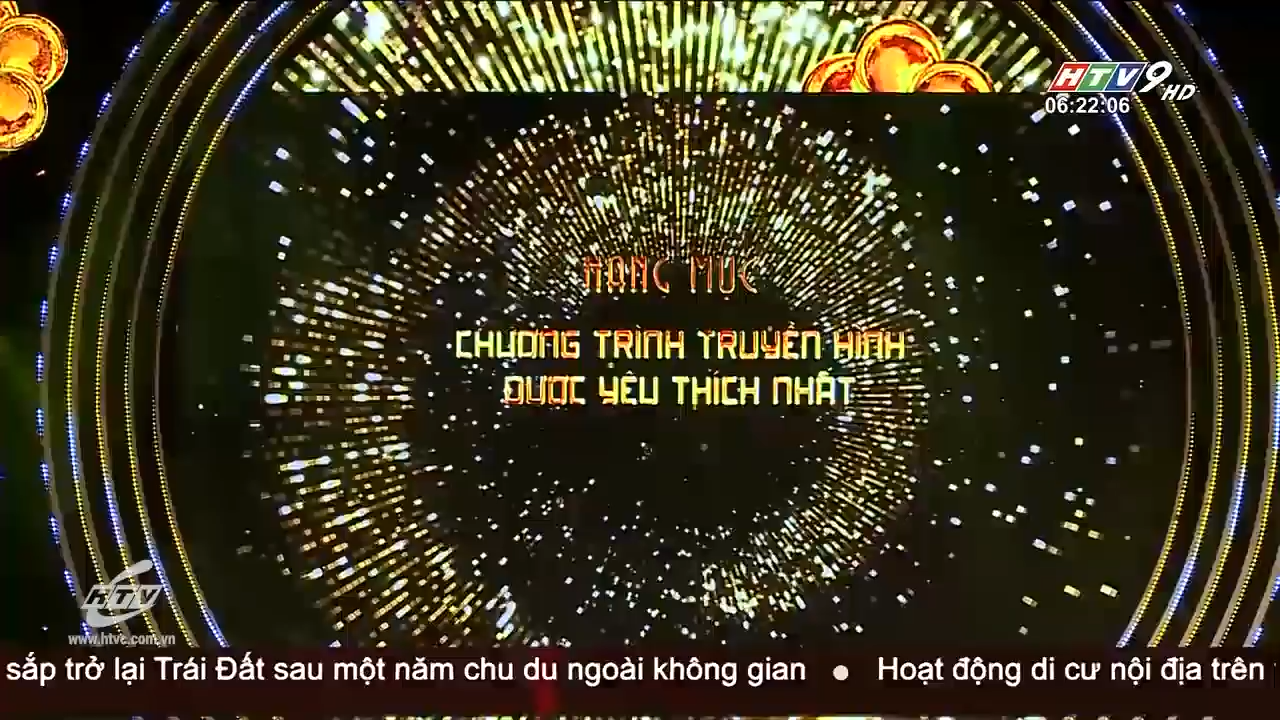 HTV9 HD
06:22:06
HẠNG MỤC
CHƯƠNG TRÌNH TRUYỀN HÌNH
ĐƯỢC YÊU THÍCH NHẤT
HTV
www.htvc.com.vn
sắp trở lại Trái Đất sau một năm chu du ngoài không gian ● Hoạt động di cư nội địa trên